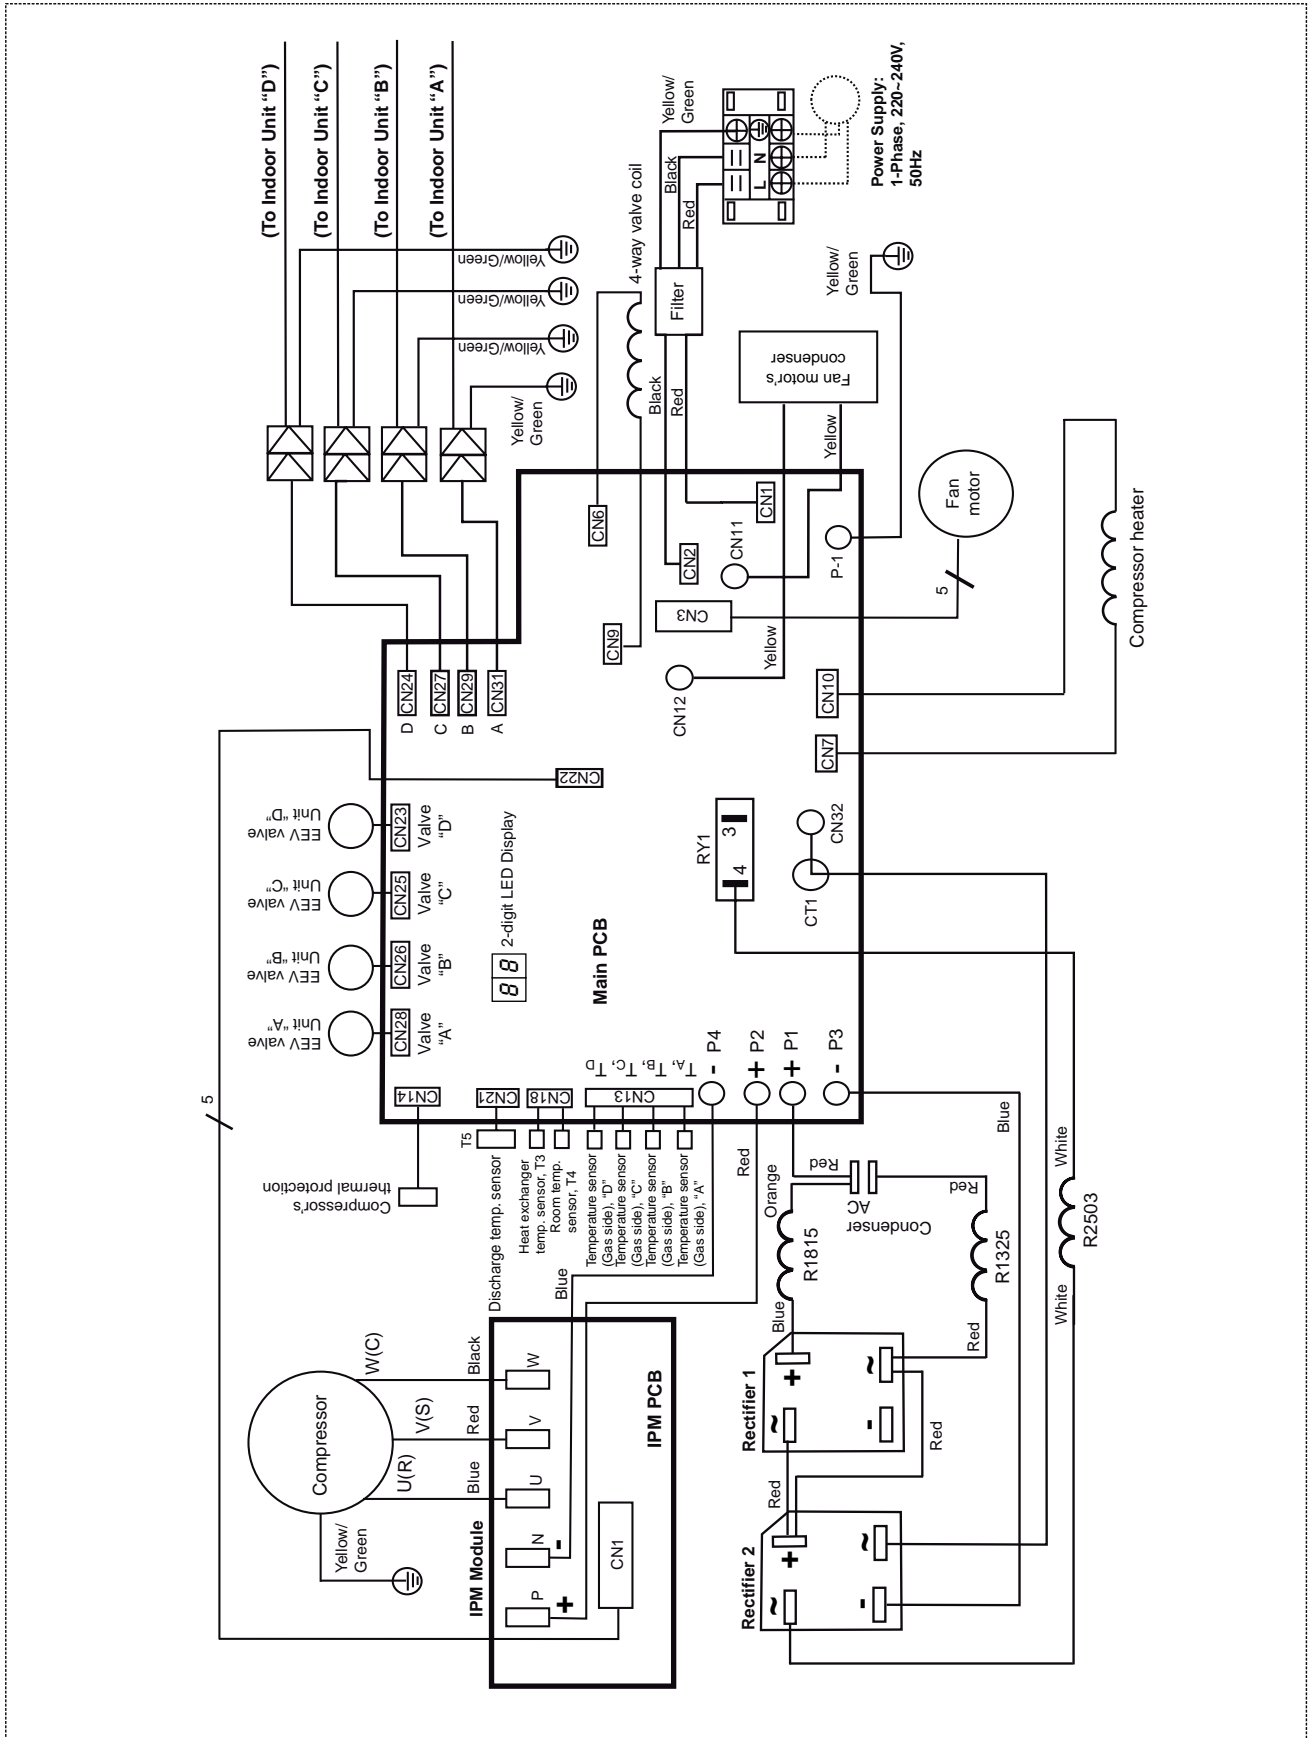 (To Indoor Unit “D”)
(To Indoor Unit “C”)
(To Indoor Unit “B”)
(To Indoor Unit “A”)
Yellow/Green
Yellow/Green
Yellow/Green
Yellow/
Green
4-way valve coil
Yellow/
Green
Black
Red
L
N
Power Supply:
1-Phase, 220~240V,
50Hz
Filter
Black
Red
Yellow/
Green
Fan motor's
condenser
Yellow
Yellow
Fan
motor
5
Compressor heater
CN6
CN9
CN2
CN1
CN11
CN3
CN12
P-1
CN10
CN7
D
CN24
C
CN27
B
CN29
A
CN31
CN22
EEV valve
Unit “D”
EEV valve
Unit “C”
EEV valve
Unit “B”
EEV valve
Unit “A”
CN23
Valve
“D”
CN25
Valve
“C”
CN26
Valve
“B”
CN28
Valve
“A”
88
2-digit LED Display
Main PCB
RY1
4
3
CT1
CN32
5
CN14
CN21
CN18
CN13
TA, TB, TC, TD
- P4
+ P2
+ P1
- P3
Compressor's
thermal protection
T5
Discharge temp. sensor
Heat exchanger
temp. sensor, T3
Room temp.
sensor, T4
Temperature sensor
(Gas side), “D”
Temperature sensor
(Gas side), “C”
Temperature sensor
(Gas side), “B”
Temperature sensor
(Gas side), “A”
Blue
Red
Orange
Red
AC
Condenser
Red
Blue
White
R1815
R1325
R2503
Blue
Red
White
Compressor
W(C)
V(S)
U(R)
Black
Red
Blue
Yellow/
Green
IPM Module
P
+
N
-
U
V
W
CN1
IPM PCB
Rectifier 1
~
+
-
~
Red
Red
Rectifier 2
~
+
-
~